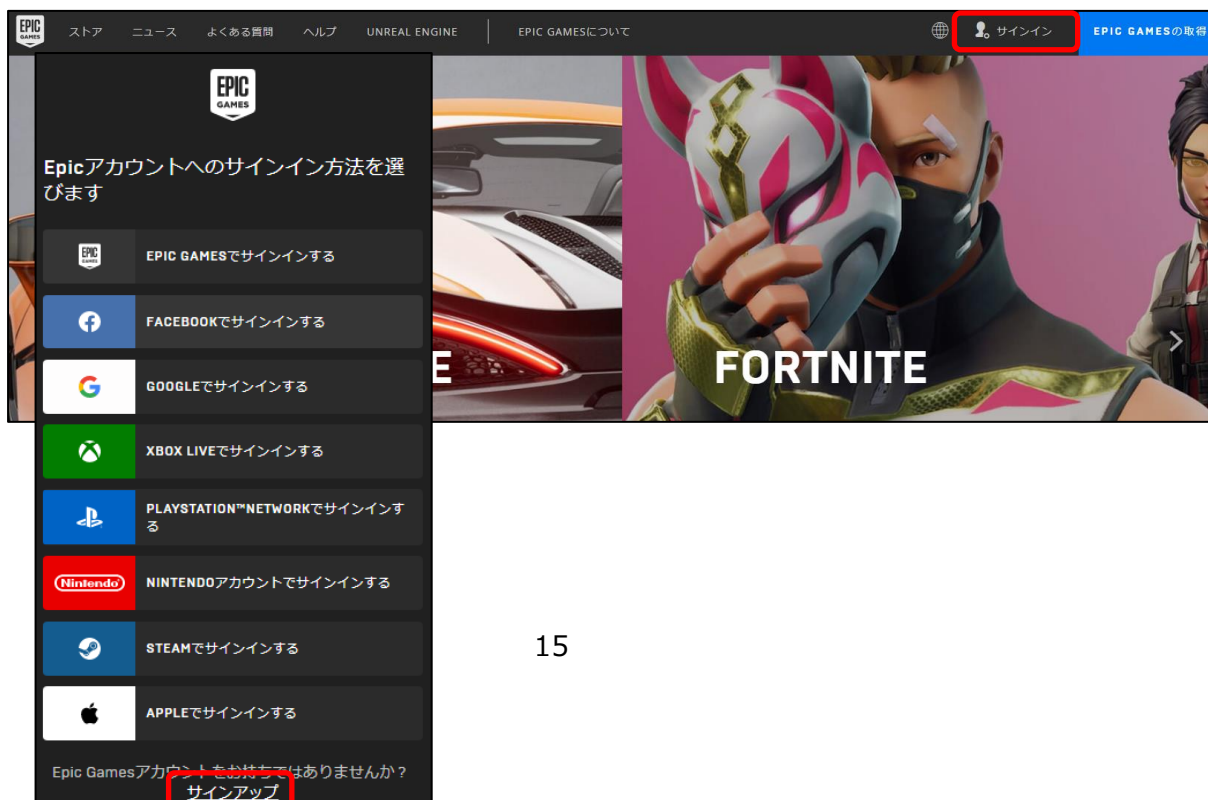 EPIC GAMES
ストア
ニュース
よくある質問
ヘルプ
UNREAL ENGINE
EPIC GAMESについて
サインイン
EPIC GAMESの取得
EPIC
GAMES
Epicアカウントへのサインイン方法を選
びます
EPIC GAMES
EPIC GAMESでサインインする
FACEBOOKでサインインする
GOOGLEでサインインする
XBOX LIVEでサインインする
PLAYSTATION™NETWORKでサインインす
る
Nintendo
NINTENDOアカウントでサインインする
STEAMでサインインする
APPLEでサインインする
Epic Gamesアカウントをお持ちではありませんか？
サインアップ
E
FORTNITE
15